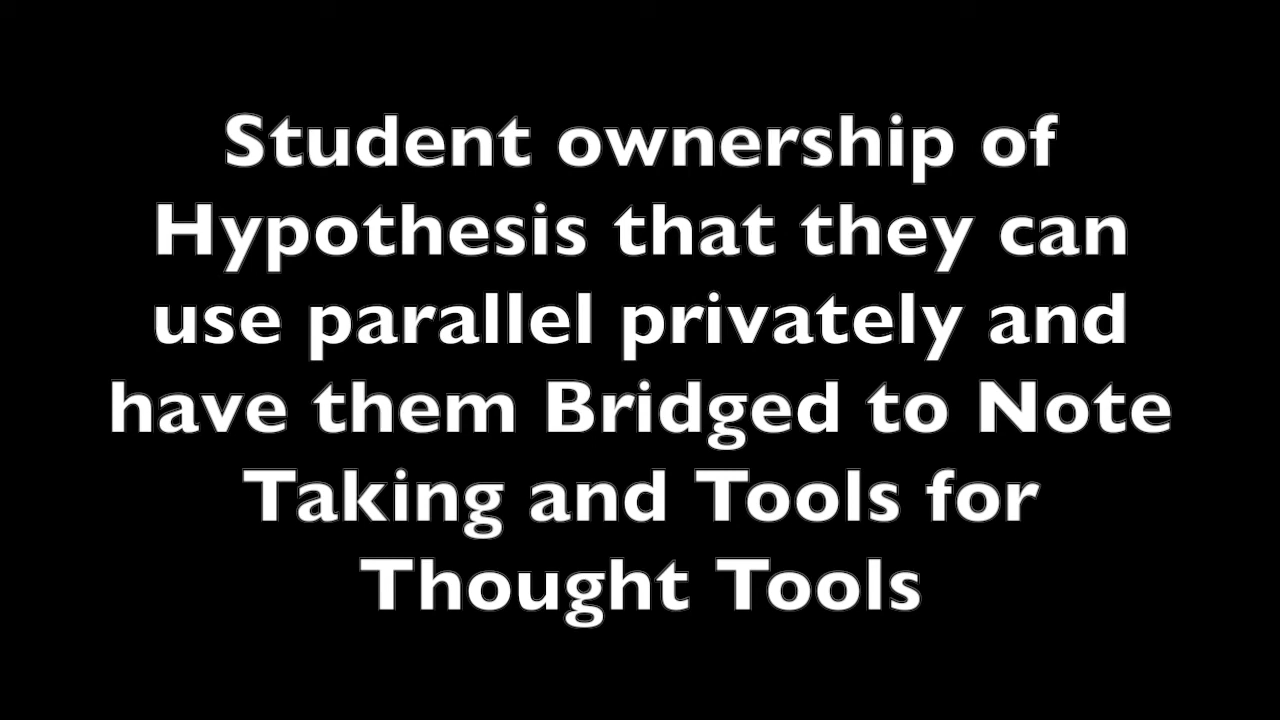 Student ownership of
Hypothesis that they can
use parallel privately and
have them Bridged to Note
Taking and Tools for
Thought Tools